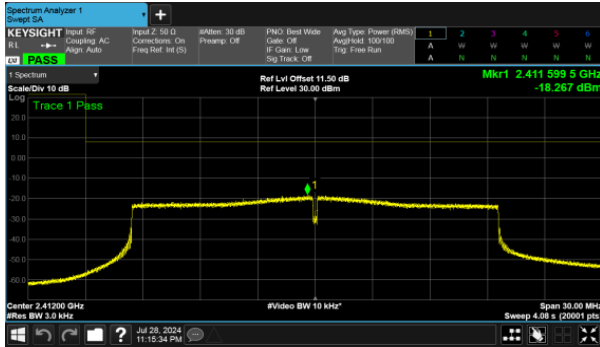 Spectrum Analyzer 1
Swept SA
+
KEYSIGHT Input: RF Input Z: 50 Ω #Atten: 30 dB PNO: Best Wide Avg Type: Power (RMS) 1 2 3 4 5 6
RL Coupling: AC Corrections: On Preamp: Off Gate: Off Avg|Hold: 100/100 A W W W W W
Align: Auto Freq Ref: Int (S) IF Gain: Low Trig: Free Run
LXI PASS Sig Track: Off A N N N N N
1 Spectrum Ref Lvl Offset 11.50 dB Mkr1 2.411 599 5 GHz
Scale/Div 10 dB Ref Level 30.00 dBm -18.267 dBm
Log
Trace 1 Pass
20.0
10.0
0.00
1
-10.0
-20.0
-30.0
-40.0
-50.0
-60.0
Center 2.41200 GHz #Video BW 10 kHz* Span 30.00 MHz
#Res BW 3.0 kHz Sweep 4.08 s (20001 pts)
? Jul 28, 2024
11:15:34 PM